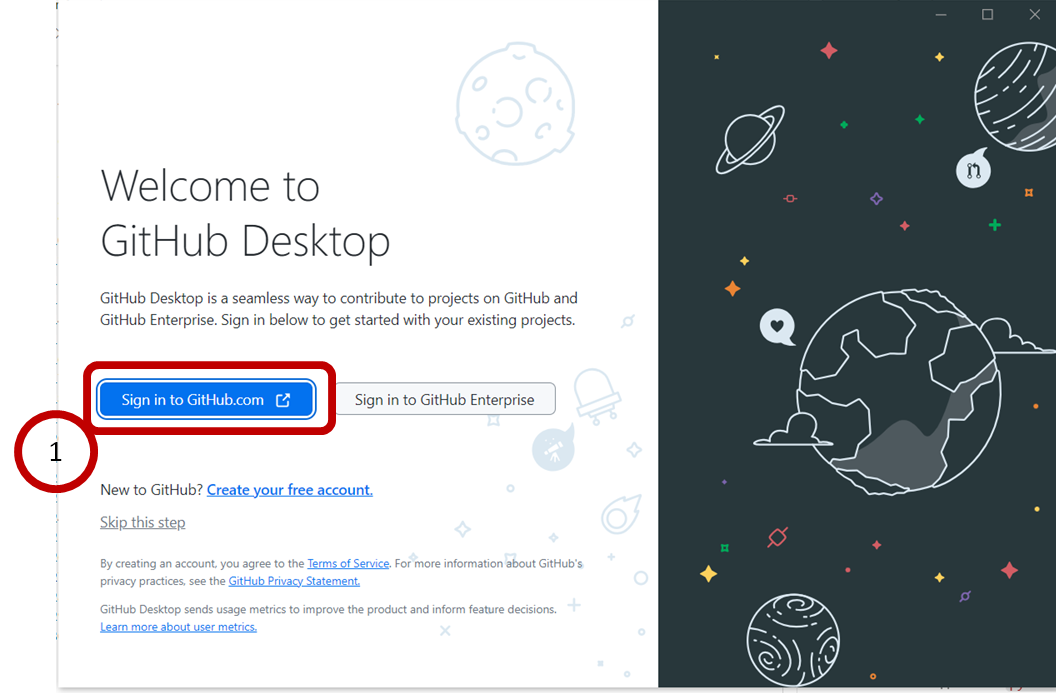 Welcome to
GitHub Desktop
GitHub Desktop is a seamless way to contribute to projects on GitHub and
GitHub Enterprise. Sign in below to get started with your existing projects.
Sign in to GitHub.com
Sign in to GitHub Enterprise
1
New to GitHub? Create your free account.
Skip this step
By creating an account, you agree to the Terms of Service. For more information about GitHub's
privacy practices, see the GitHub Privacy Statement.
GitHub Desktop sends usage metrics to improve the product and inform feature decisions.
Learn more about user metrics.